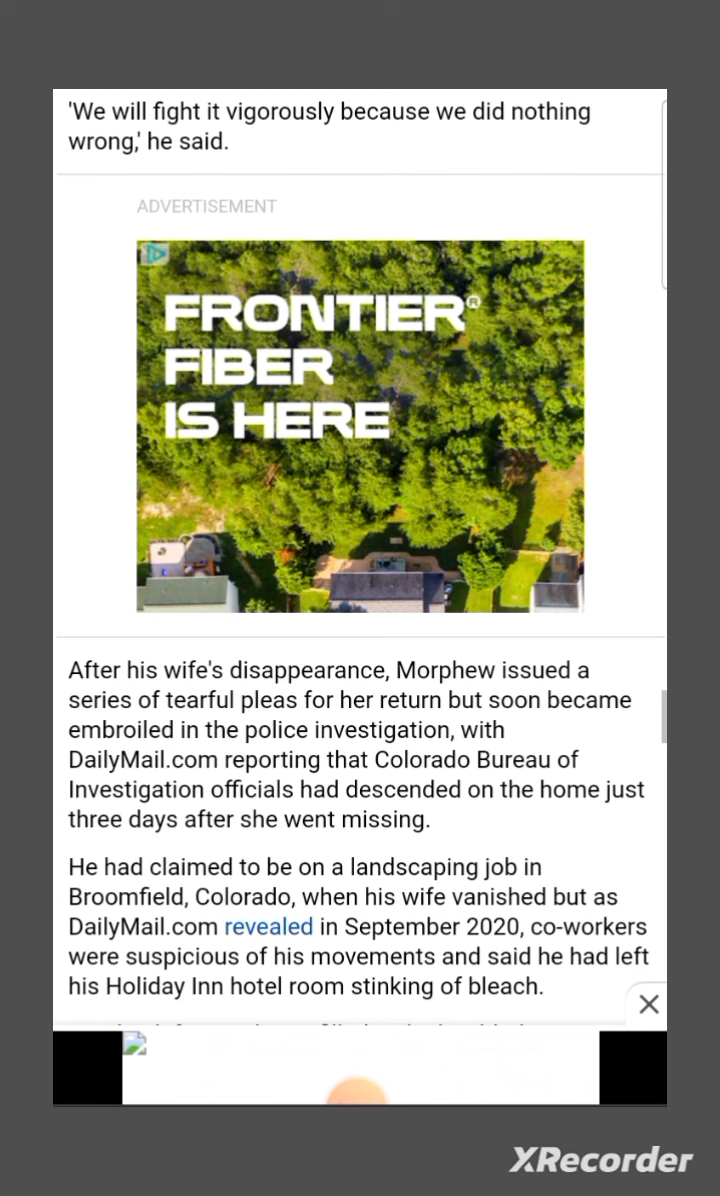 'We will fight it vigorously because we did nothing
wrong,' he said.
ADVERTISEMENT
FRONTIER®
FIBER
IS HERE
After his wife's disappearance, Morphew issued a
series of tearful pleas for her return but soon became
embroiled in the police investigation, with
DailyMail.com reporting that Colorado Bureau of
Investigation officials had descended on the home just
three days after she went missing.
He had claimed to be on a landscaping job in
Broomfield, Colorado, when his wife vanished but as
DailyMail.com revealed in September 2020, co-workers
were suspicious of his movements and said he had left
his Holiday Inn hotel room stinking of bleach.
XRecorder